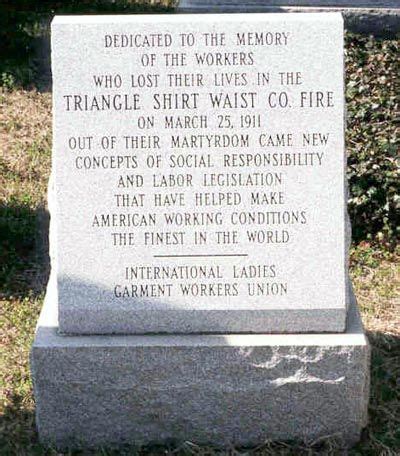 DEDICATED TO THE MEMORY
OF THE WORKERS
WHO LOST THEIR LIVES IN THE
TRIANGLE SHIRT WAIST CO. FIRE
ON MARCH 25, 1911
OUT OF THEIR MARTYRDOM CAME NEW
CONCEPTS OF SOCIAL RESPONSIBILITY
AND LABOR LEGISLATION
THAT HAVE HELPED MAKE
AMERICAN WORKING CONDITIONS
THE FINEST IN THE WORLD
INTERNATIONAL LADIES
GARMENT WORKERS UNION